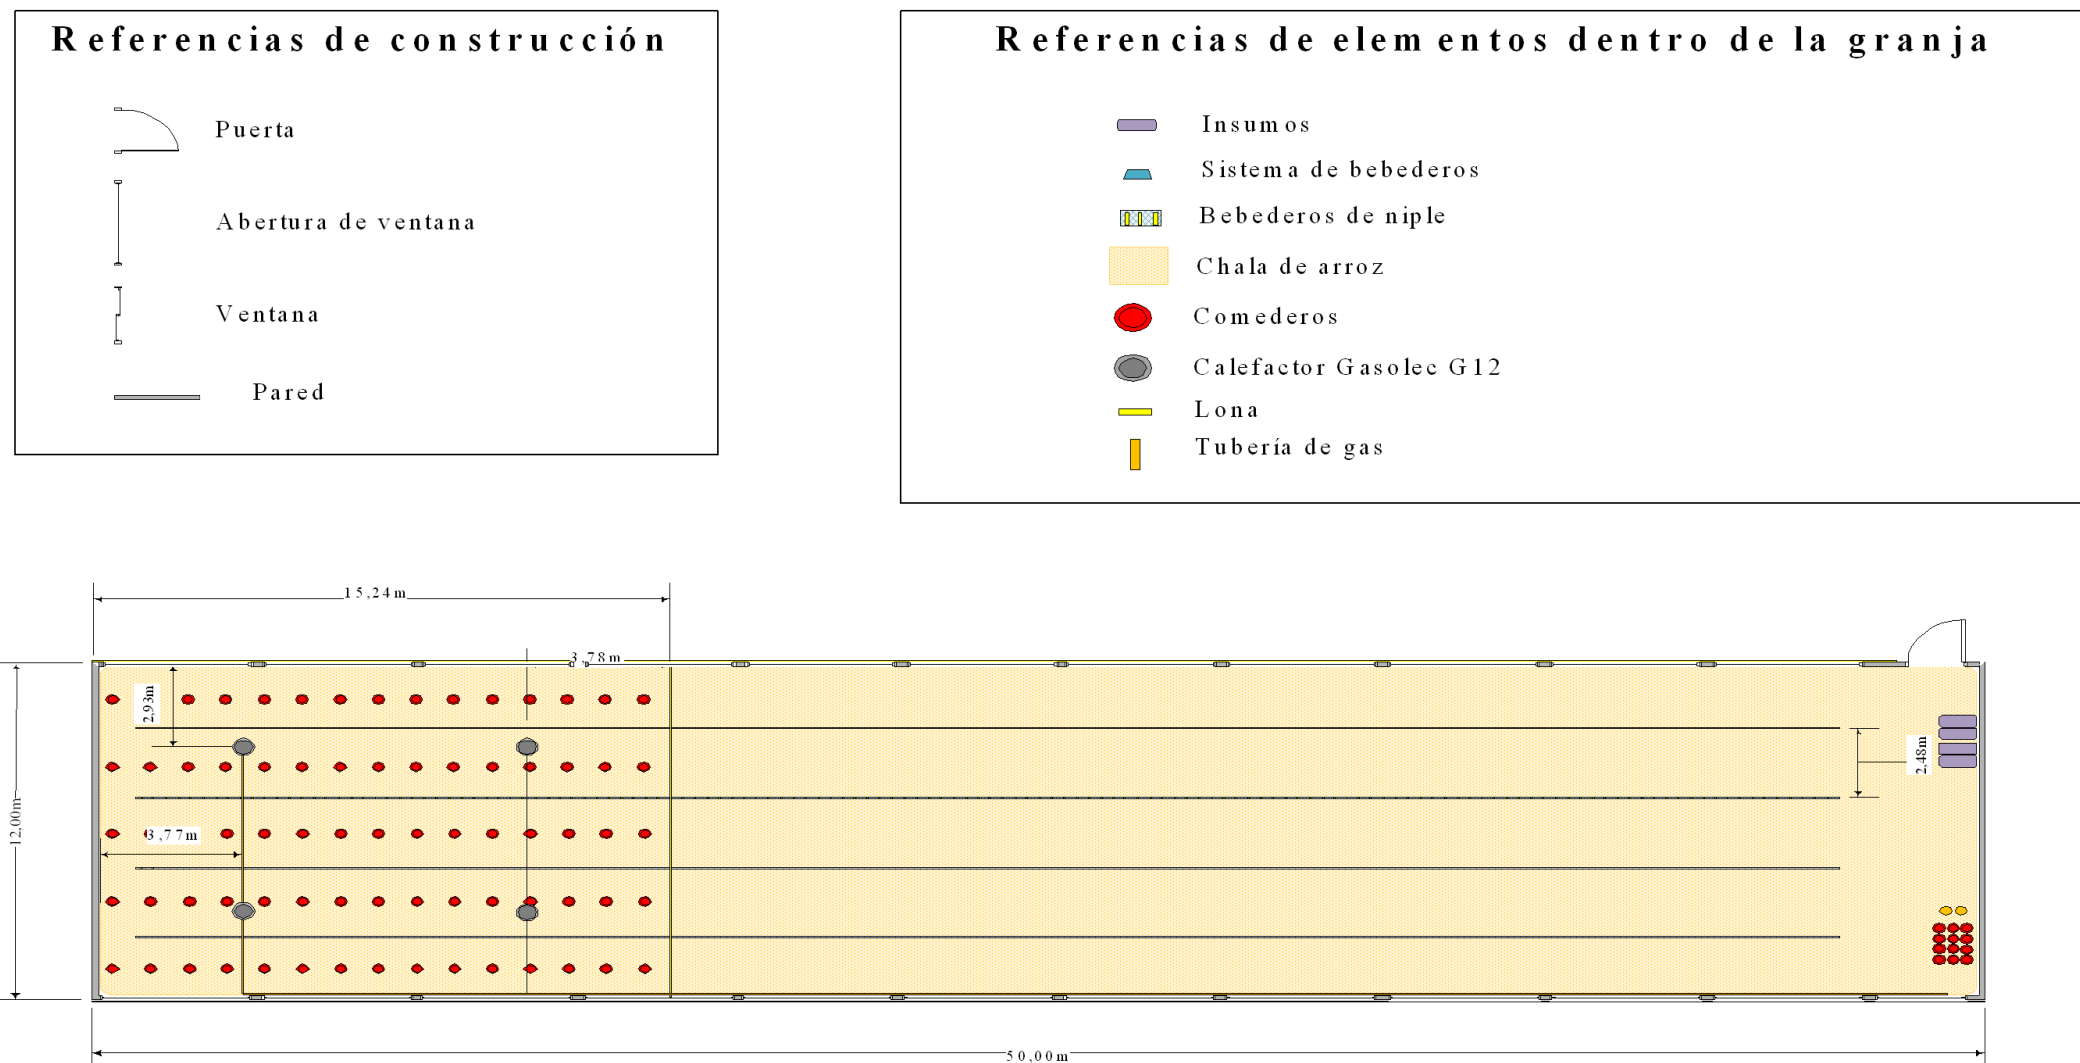 Referencias de construcción
Puerta
Abertura de ventana
Ventana
Pared
Referencias de elementos dentro de la granja
Insumos
Sistema de bebederos
Bebederos de niple
Chala de arroz
Comederos
Calefactor Gasolec G12
Lona
Tubería de gas
15,24m
3,78m
2,93m
2,48m
12,00m
3,77m
50,00m